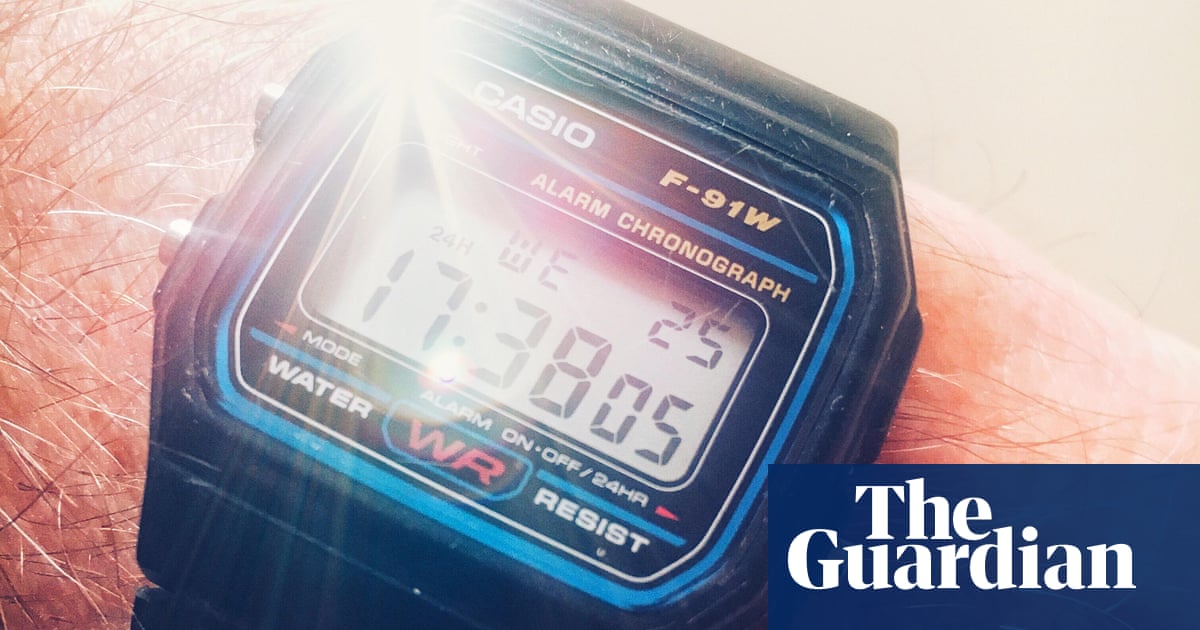 CASIO
F-91W
LIGHT
ALARM CHRONOGRAPH
24H WE 25
17:38 05
MODE
ALARM ON·OFF/24HR
WATER WR RESIST
The
Guardian